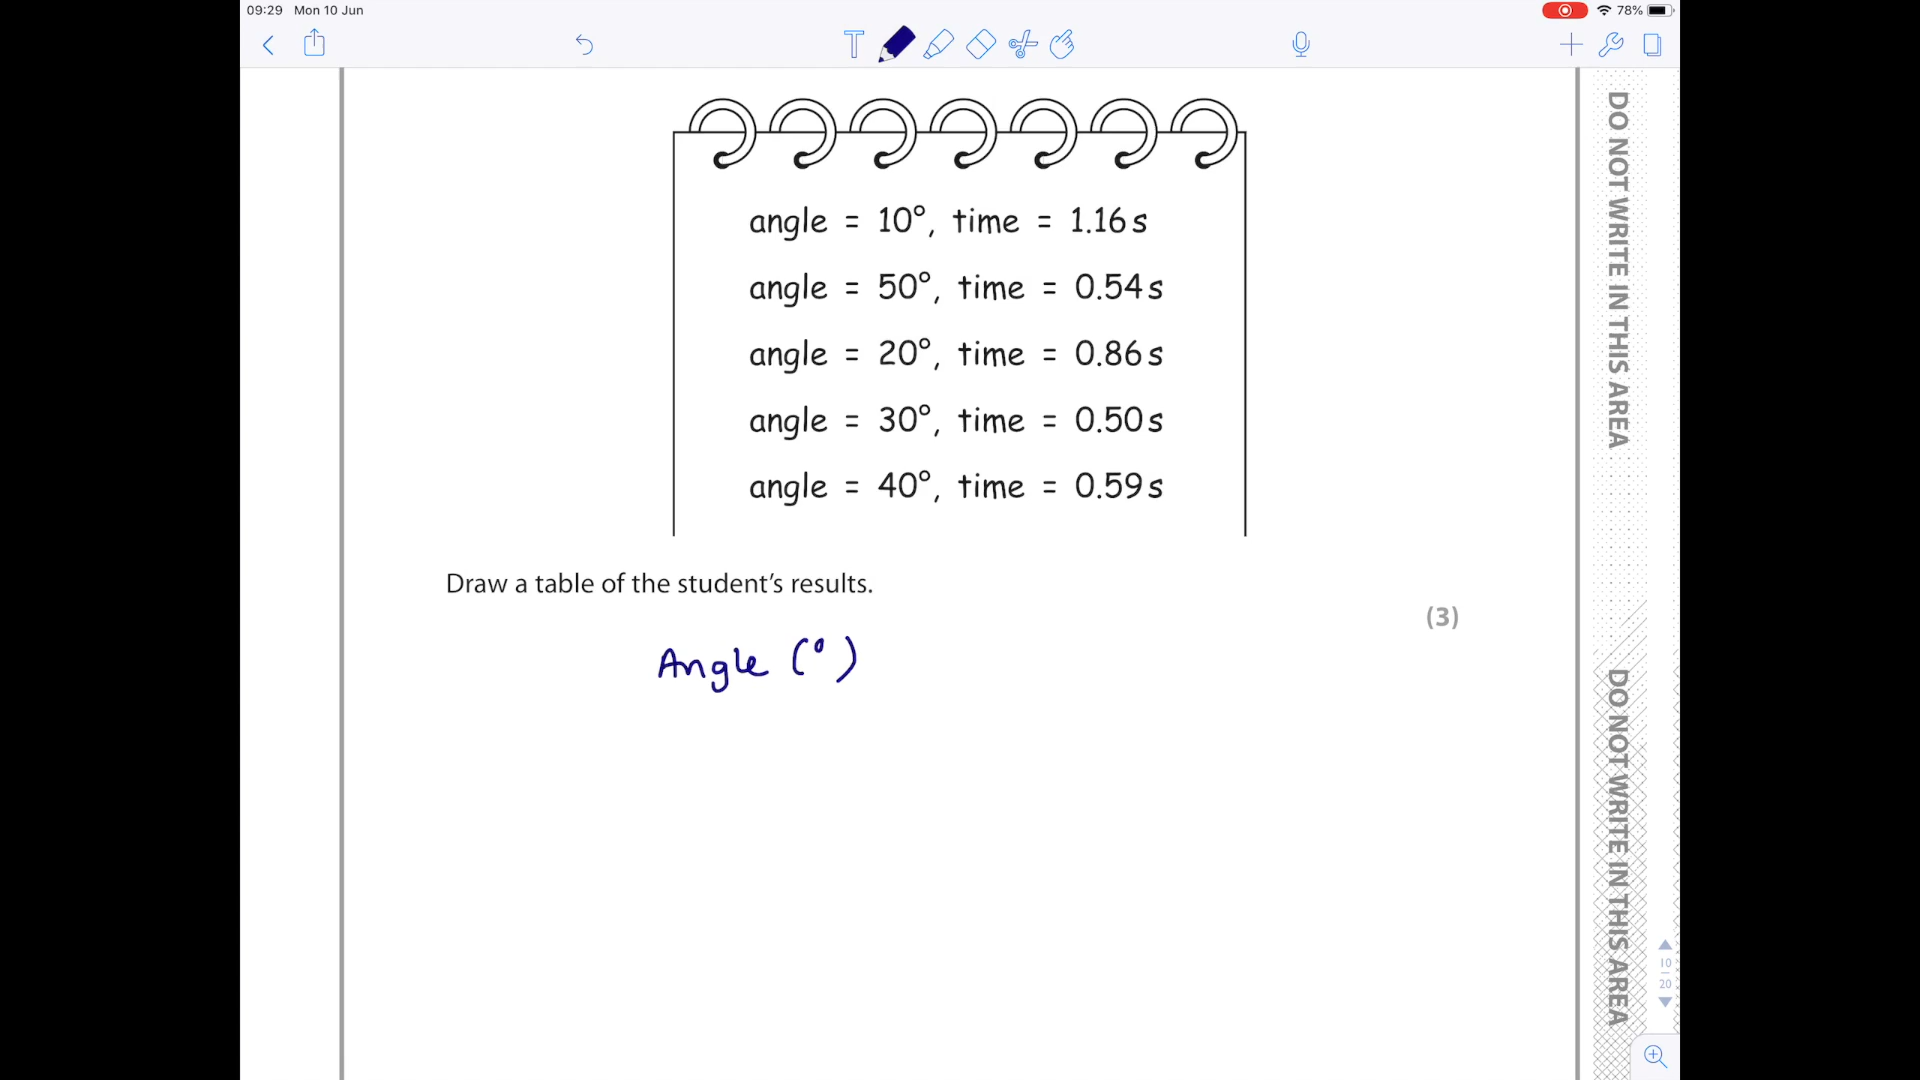 09:29 Mon 10 Jun
78%
T
angle = 10°, time = 1.16 s
angle = 50°, time = 0.54 s
angle = 20°, time = 0.86 s
angle = 30°, time = 0.50 s
angle = 40°, time = 0.59 s
Draw a table of the student’s results.
(3)
Angle (°)
DO NOT WRITE IN THIS AREA
DO NOT WRITE IN THIS AREA
10
20